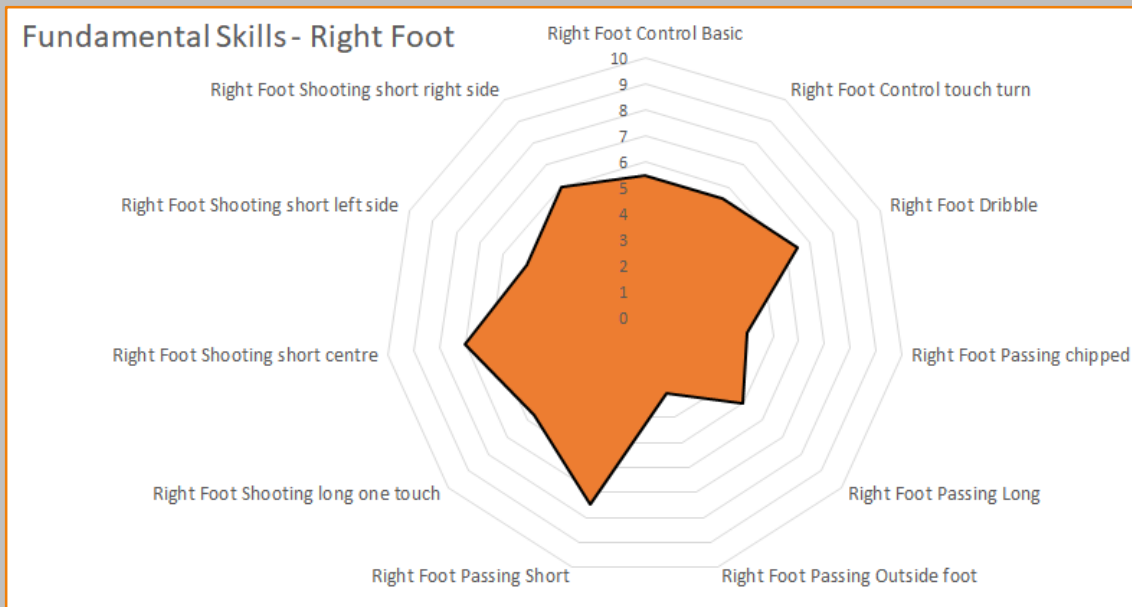 Fundamental Skills - Right Foot
Right Foot Control Basic
10
9
8
7
6
5
4
3
2
1
0
Right Foot Control touch turn
Right Foot Dribble
Right Foot Passing chipped
Right Foot Passing Long
Right Foot Passing Outside foot
Right Foot Passing Short
Right Foot Shooting long one touch
Right Foot Shooting short centre
Right Foot Shooting short left side
Right Foot Shooting short right side